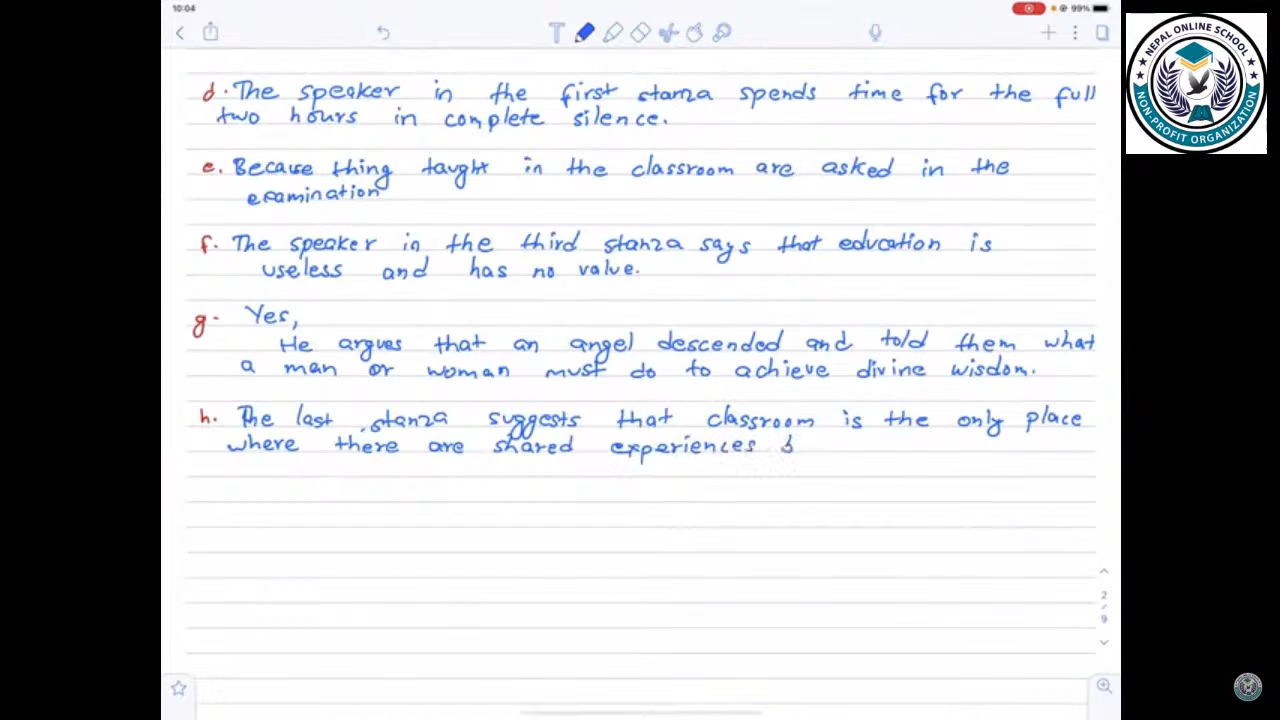 10:04
99%
NEPAL ONLINE SCHOOL
NON-PROFIT ORGANIZATION
T
d. The speaker in the first stanza spends time for the full
two hours in complete silence.
e. Because thing taught in the classroom are asked in the
examination
f. The speaker in the third stanza says that education is
useless and has no value.
g. Yes,
He argues that an angel descended and told them what
a man or woman must do to achieve divine wisdom.
h. The last stanza suggests that classroom is the only place
where there are shared experiences
2
9